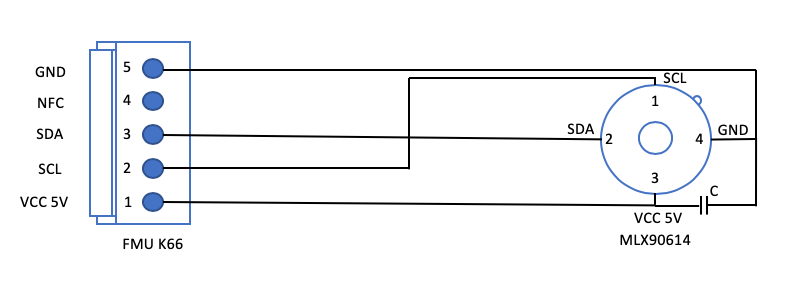 GND 5
NFC 4
SDA 3
SCL 2
VCC 5V 1
FMU K66
SCL
1
SDA 2
4 GND
3
C
VCC 5V
MLX90614